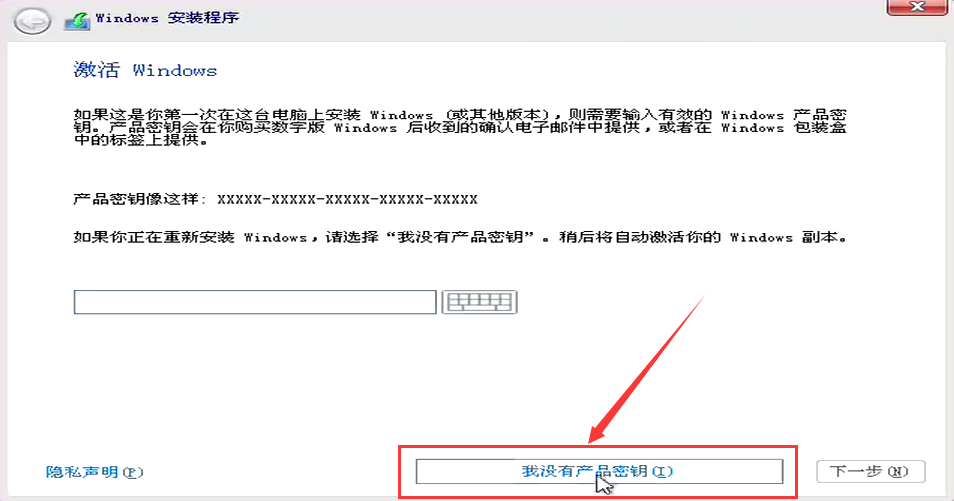 Windows 安装程序
激活 Windows
如果这是你第一次在这台电脑上安装 Windows (或其他版本)，则需要输入有效的 Windows 产品密
钥。产品密钥会在你购买数字版 Windows 后收到的确认电子邮件中提供，或者在 Windows 包装盒
中的标签上提供。
产品密钥像这样: XXXXX-XXXXX-XXXXX-XXXXX-XXXXX
如果你正在重新安装 Windows，请选择“我没有产品密钥”。稍后将自动激活你的 Windows 副本。
隐私声明(P)
我没有产品密钥(I)
下一步(N)